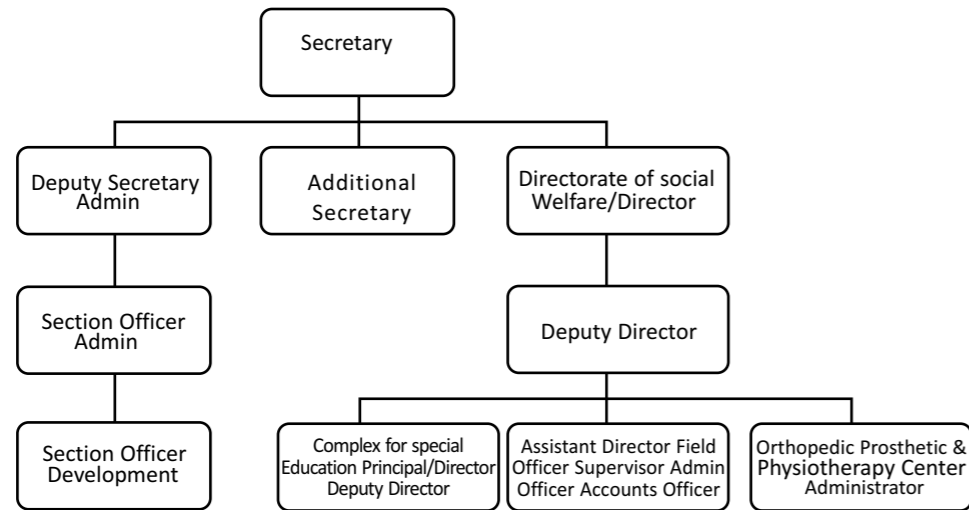 Secretary
Deputy Secretary
Admin
Additional
Secretary
Directorate of social
Welfare/Director
Section Officer
Admin
Deputy Director
Section Officer
Development
Complex for special
Education Principal/Director
Deputy Director
Assistant Director Field
Officer Supervisor Admin
Officer Accounts Officer
Orthopedic Prosthetic &
Physiotherapy Center
Administrator